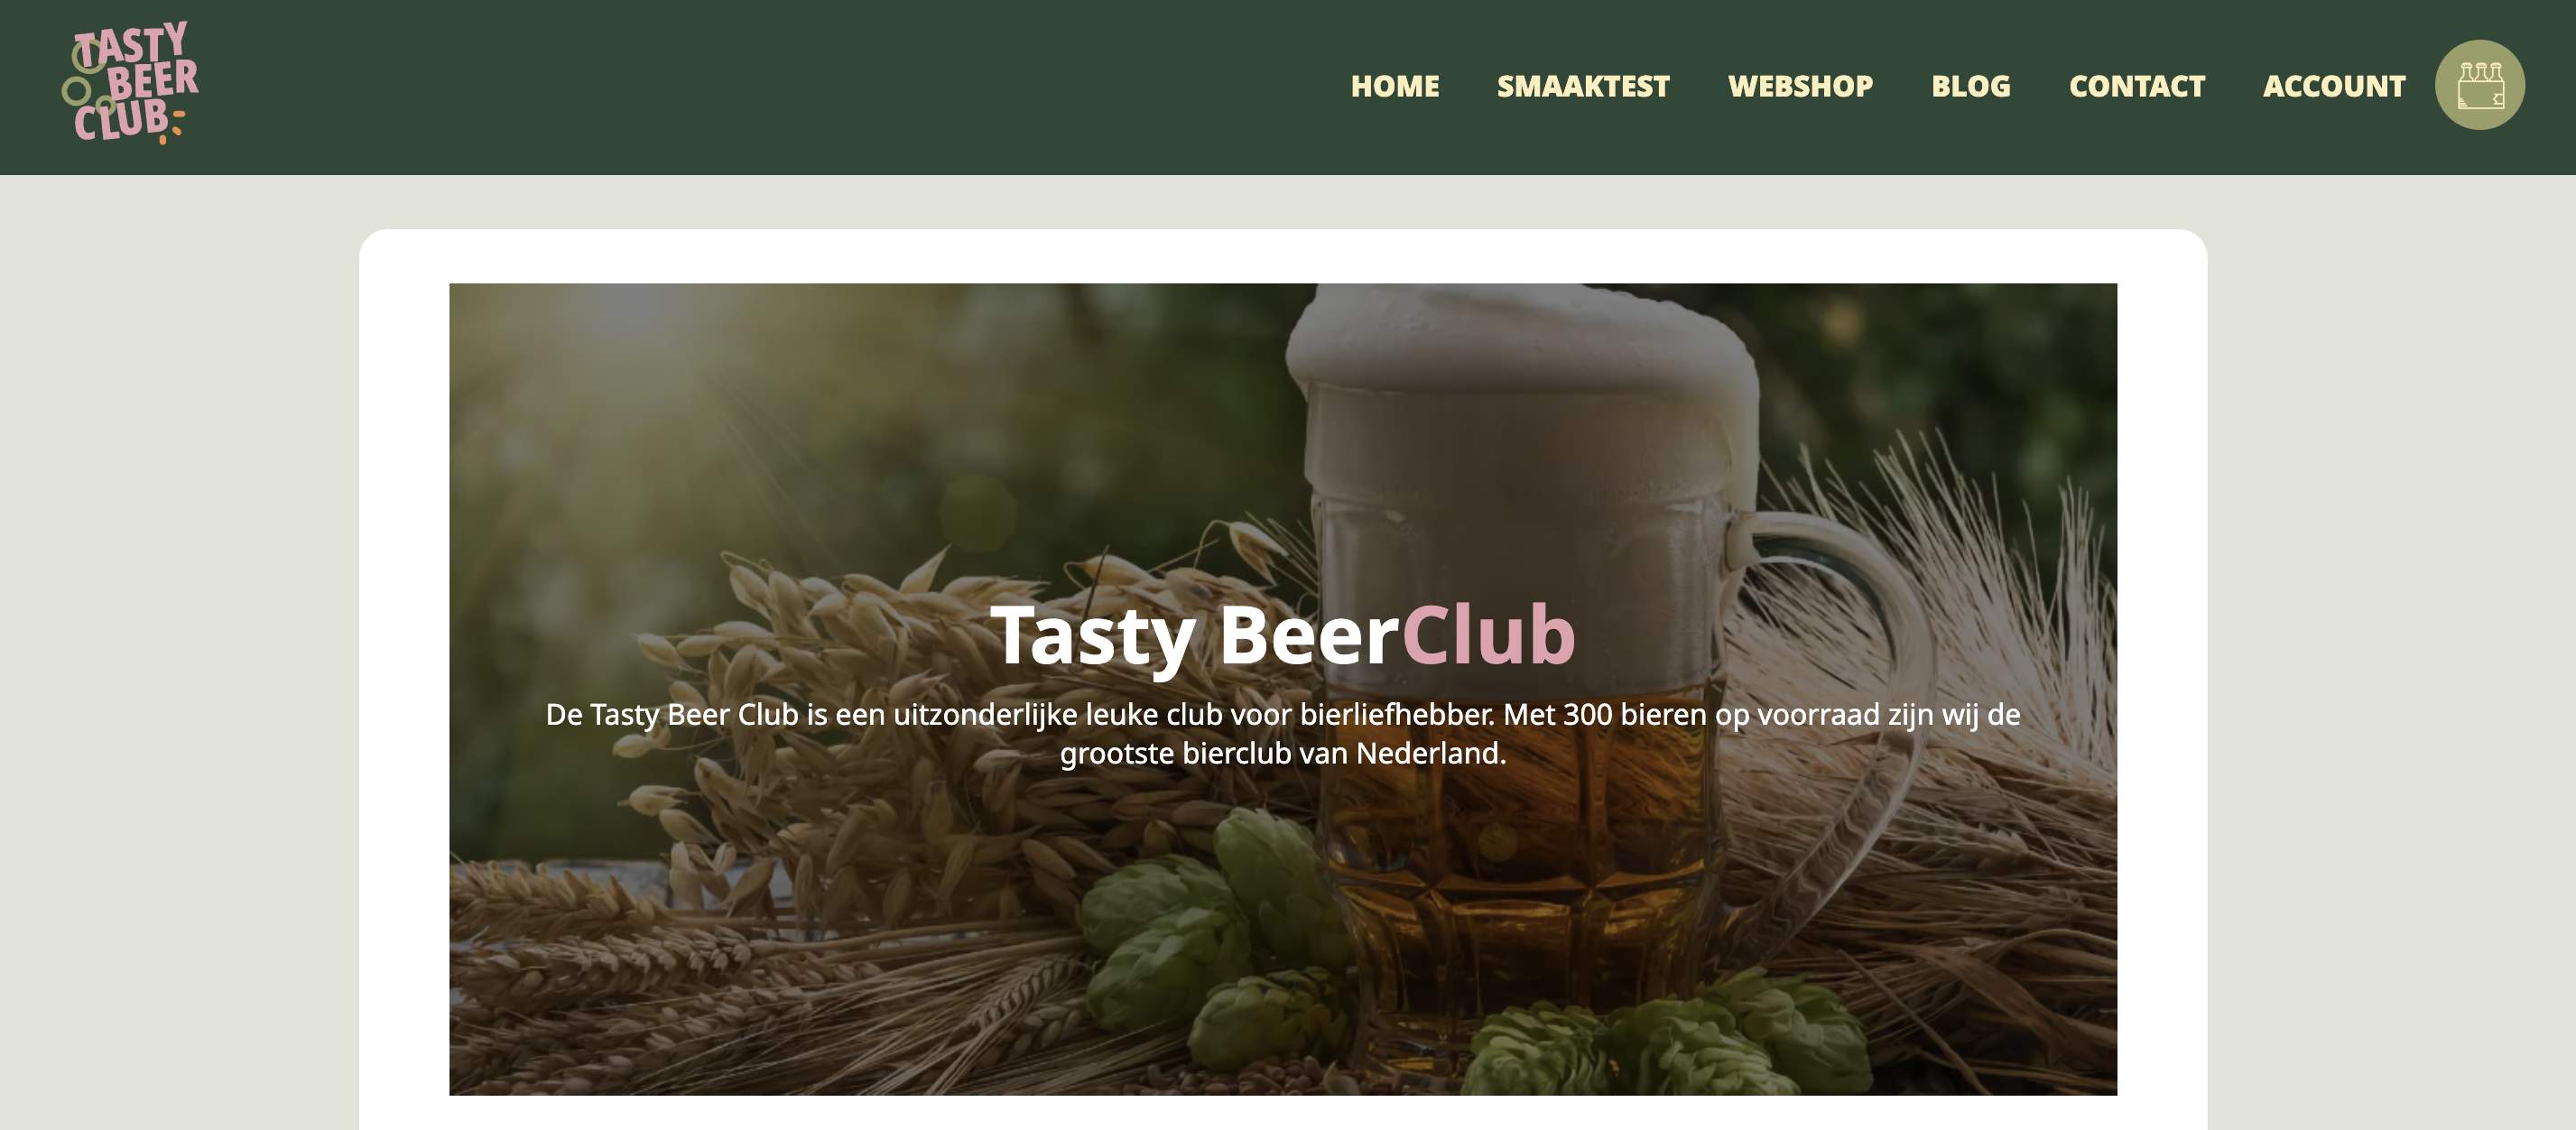 TASTY
BEER
CLUB
HOME SMAAKTEST WEBSHOP BLOG CONTACT ACCOUNT
Tasty BeerClub
De Tasty Beer Club is een uitzonderlijke leuke club voor bierliefhebber. Met 300 bieren op voorraad zijn wij de
grootste bierclub van Nederland.